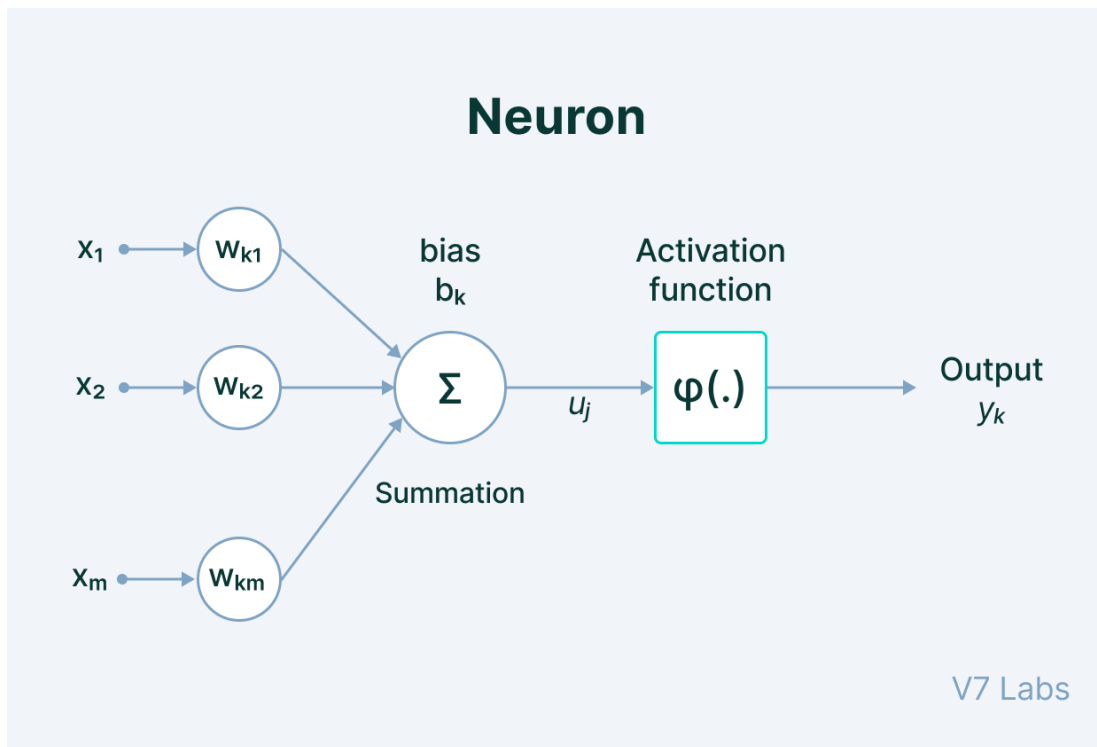 Neuron
x₁
wₖ₁
bias
bₖ
Activation
function
x₂
wₖ₂
Σ
uⱼ
φ(.)
Output
yₖ
Summation
xₘ
wₖₘ
V7 Labs